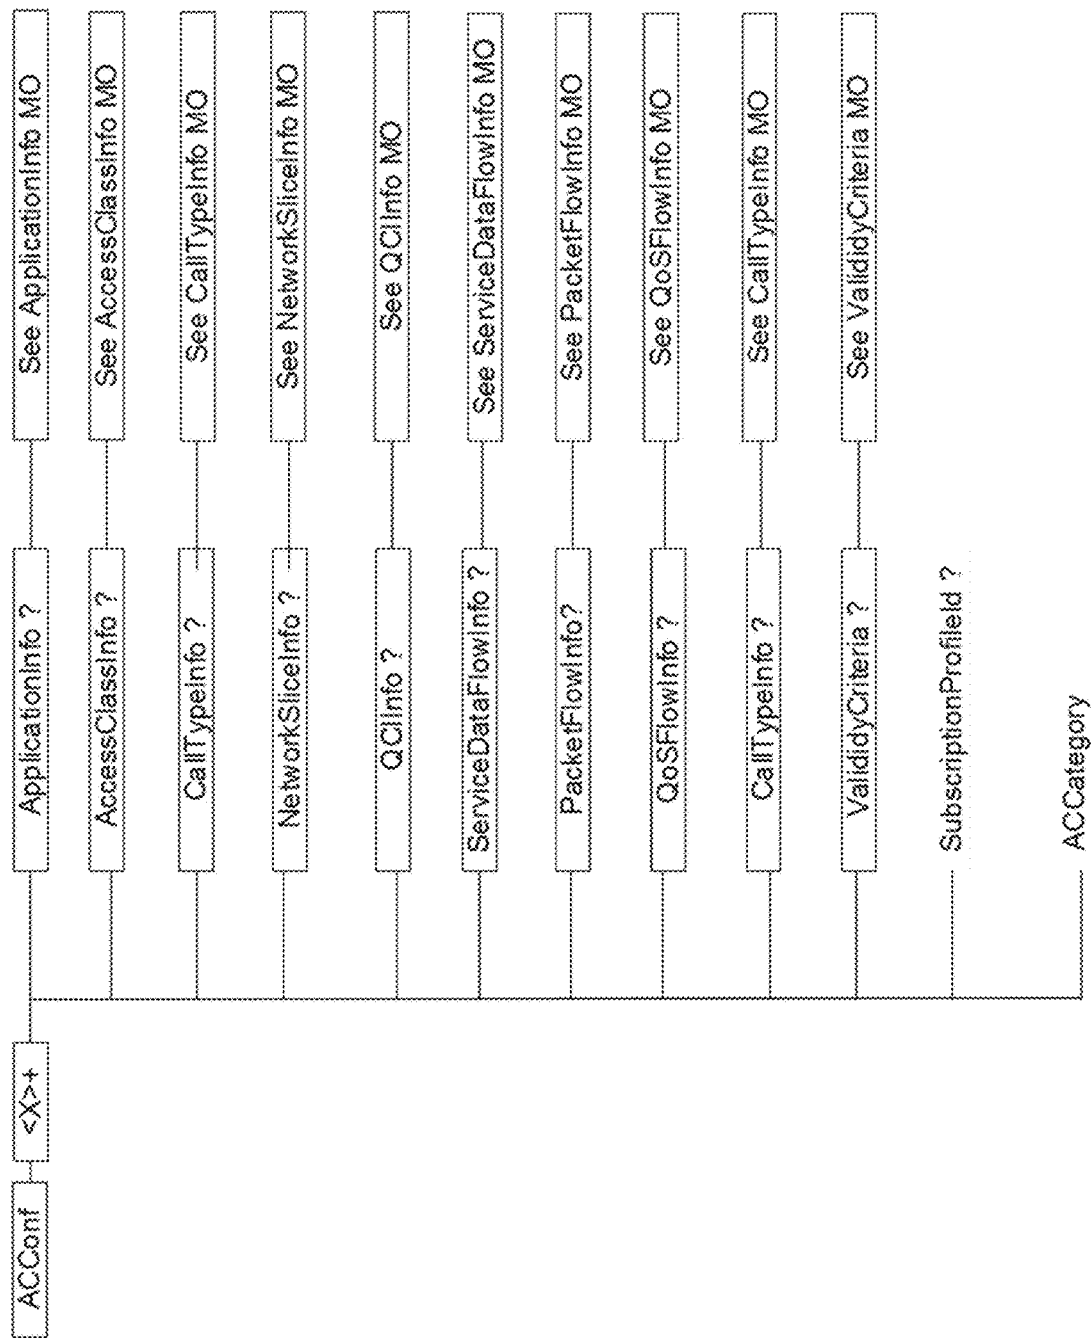 ACConf
<X>+
ApplicationInfo ?
See ApplicationInfo MO
AccessClassInfo ?
See AccessClassInfo MO
CallTypeInfo ?
See CallTypeInfo MO
NetworkSliceInfo ?
See NetworkSliceInfo MO
QCIInfo ?
See QCIInfo MO
ServiceDataFlowInfo ?
See ServiceDataFlowInfo MO
PacketFlowInfo?
See PacketFlowInfo MO
QoSFlowInfo ?
See QoSFlowInfo MO
CallTypeInfo ?
See CallTypeInfo MO
ValididyCriteria ?
See ValididyCriteria MO
SubscriptionProfileId ?
ACCategory